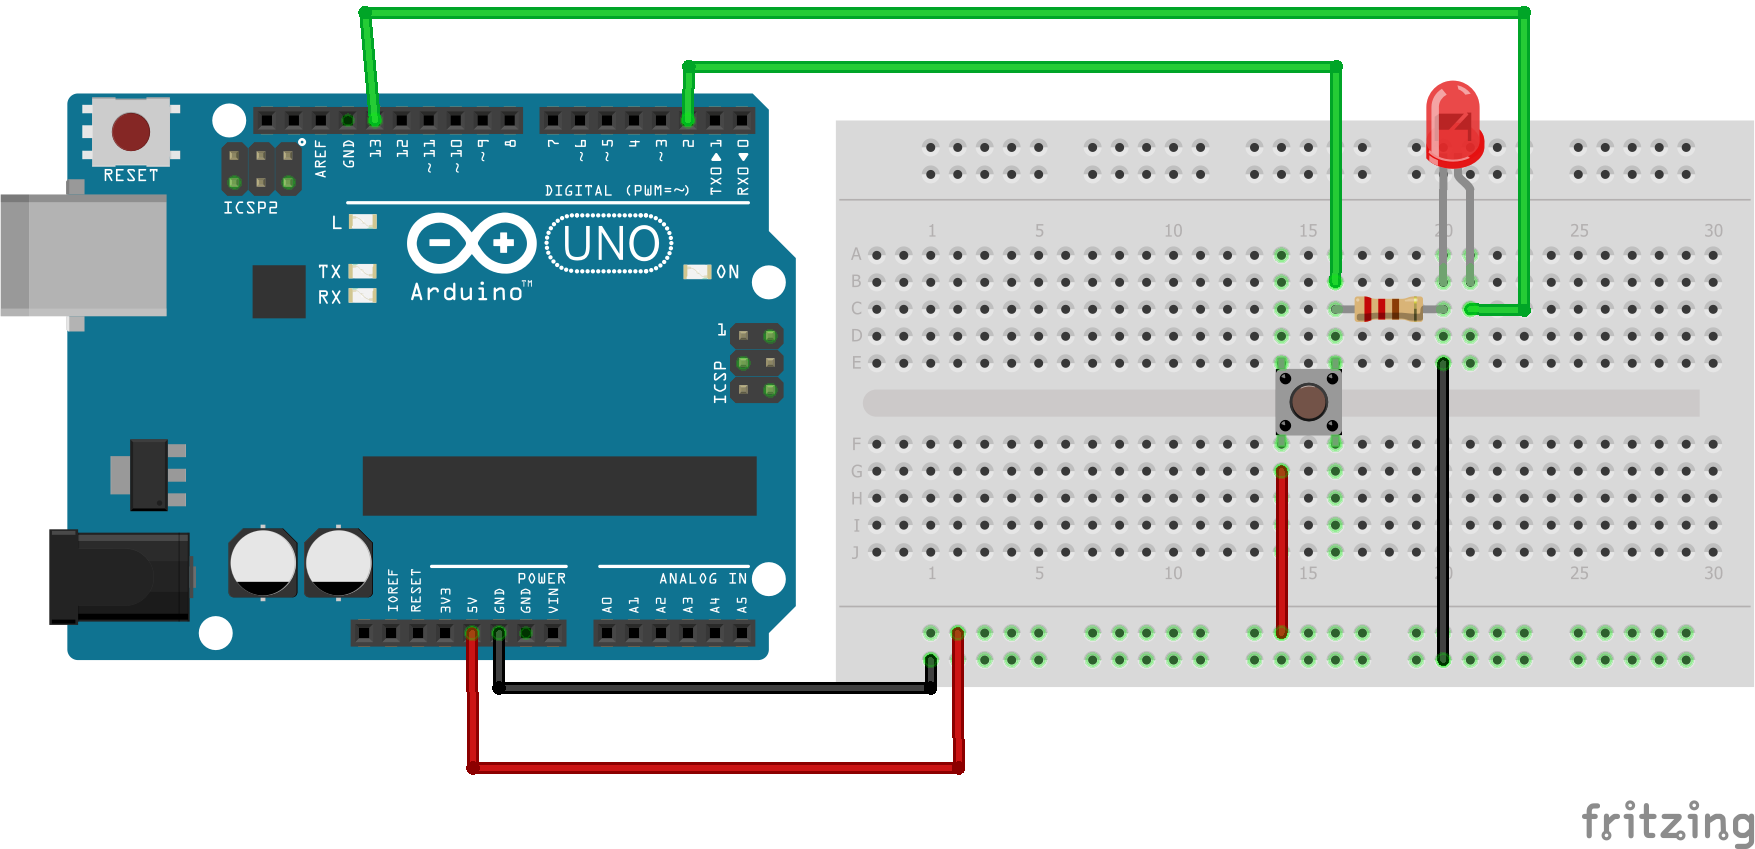 RESET
ICSP2
AREF
GND
13
12
~11
~10
~9
8
7
~6
~5
4
~3
2
TX0▶1
RX0◀0
DIGITAL (PWM=~)
L
TX
RX
UNO
Arduino™
ON
1
ICSP
IOREF
RESET
3V3
5V
GND
GND
VIN
POWER
A0
A1
A2
A3
A4
A5
ANALOG IN
1 5 10 15 20 25 30
A
B
C
D
E
F
G
H
I
J
1 5 10 15 20 25 30
fritzing